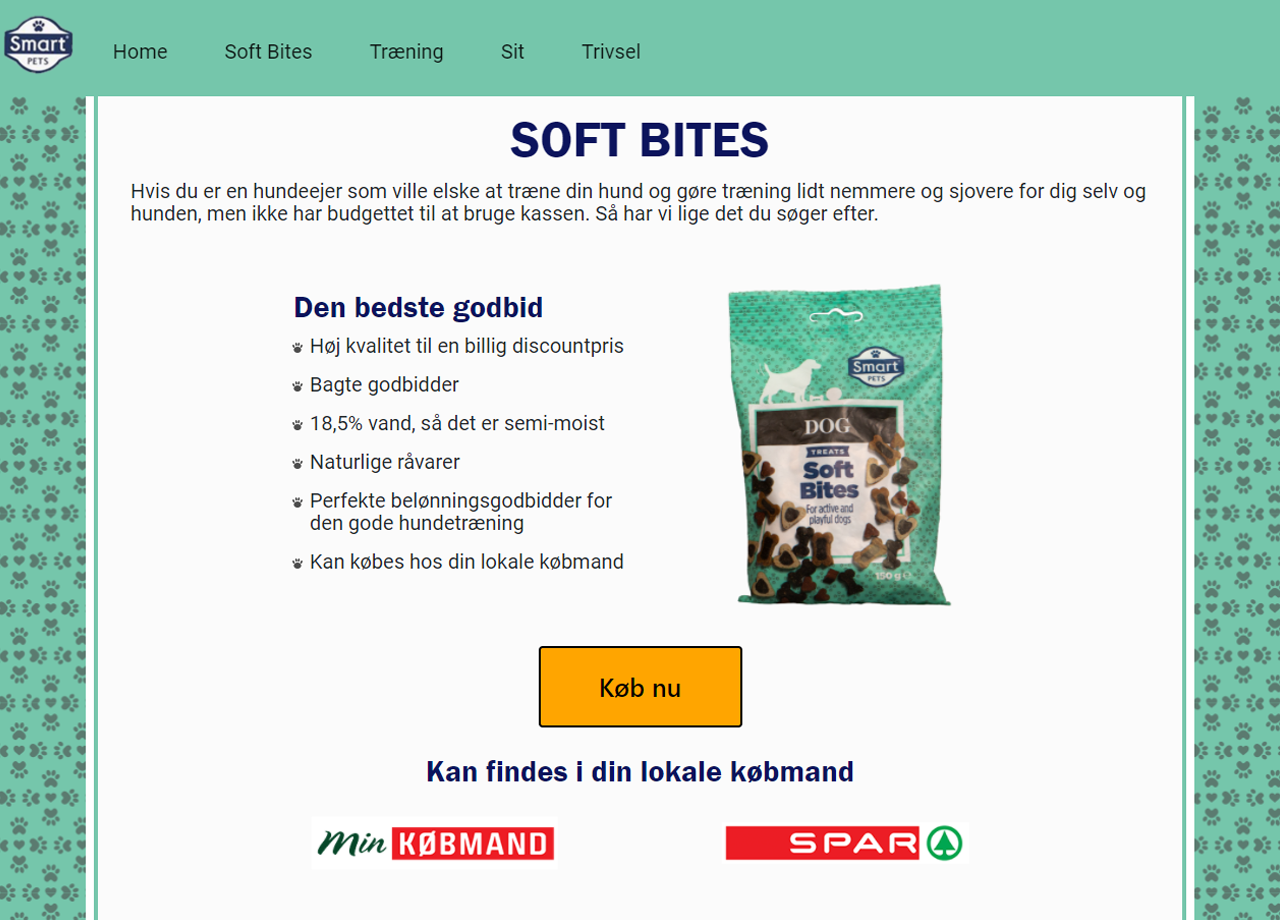 Smart
PETS
Home
Soft Bites
Træning
Sit
Trivsel
SOFT BITES
Hvis du er en hundeejer som ville elske at træne din hund og gøre træning lidt nemmere og sjovere for dig selv og
hunden, men ikke har budgettet til at bruge kassen. Så har vi lige det du søger efter.
Den bedste godbid
Høj kvalitet til en billig discountpris
Bagte godbidder
18,5% vand, så det er semi-moist
Naturlige råvarer
Perfekte belønningsgodbidder for
den gode hundetræning
Kan købes hos din lokale købmand
Smart
PETS
DOG
TREATS
Soft
Bites
For active and
playful dogs
150 g e
Køb nu
Kan findes i din lokale købmand
Min KØBMAND
SPAR